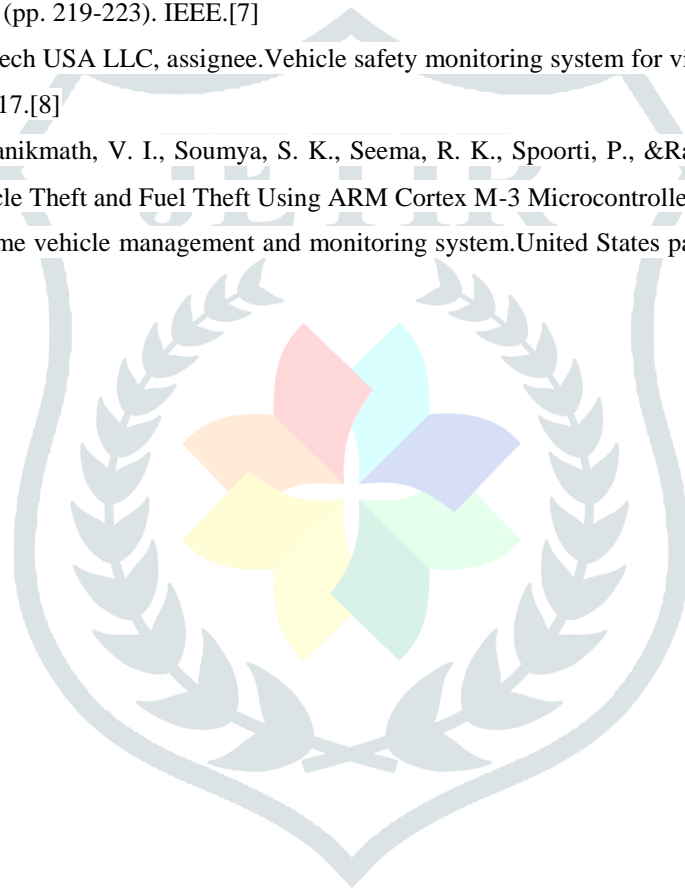 (pp. 219-223). IEEE.[7]
ech USA LLC, assignee.Vehicle safety monitoring system for vi
17.[8]
anikmath, V. I., Soumya, S. K., Seema, R. K., Spoorti, P., &Ra
cle Theft and Fuel Theft Using ARM Cortex M-3 Microcontrolle
JETIR
me vehicle management and monitoring system.United States pa